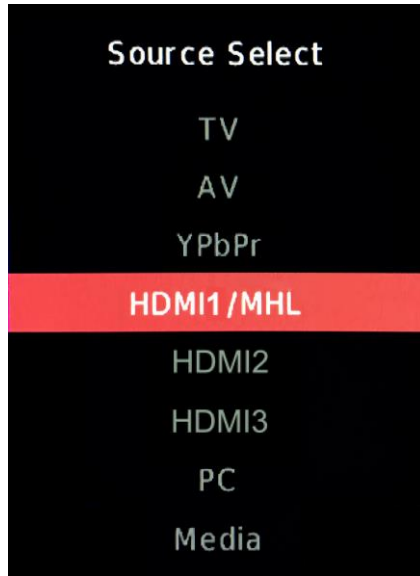 Source Select
TV
AV
YPbPr
HDMI1/MHL
HDMI2
HDMI3
PC
Media